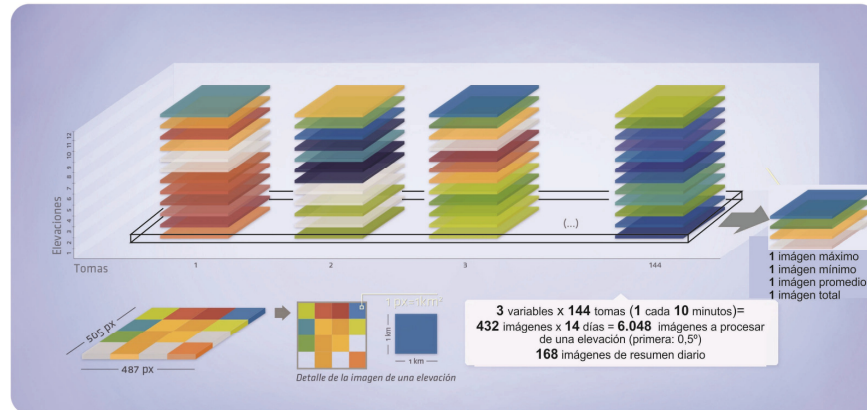 Elevaciones
1 2 3 4 5 6 7 8 9 10 11 12
Tomas
1
2
3
(...)
144
1 imágen máximo
1 imágen mínimo
1 imágen promedio
1 imágen total
505 px
487 px
1 px=1km²
1 km
1 km
Detalle de la imagen de una elevación
3 variables x 144 tomas (1 cada 10 minutos)=
432 imágenes x 14 días = 6.048 imágenes a procesar
de una elevación (primera: 0,5º)
168 imágenes de resumen diario